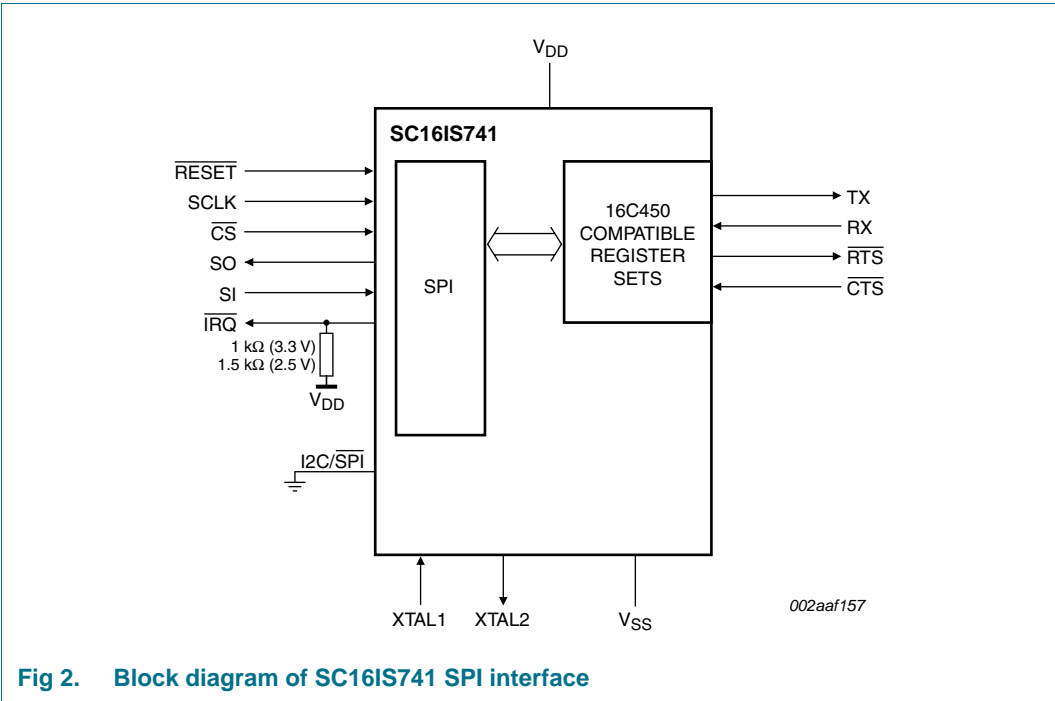 VDD
SC16IS741
RESET
SCLK
CS
SO
SI
IRQ
1 kΩ (3.3 V)
1.5 kΩ (2.5 V)
VDD
I2C/SPI
SPI
16C450
COMPATIBLE
REGISTER
SETS
TX
RX
RTS
CTS
XTAL1
XTAL2
VSS
002aaf157
Fig 2. Block diagram of SC16IS741 SPI interface